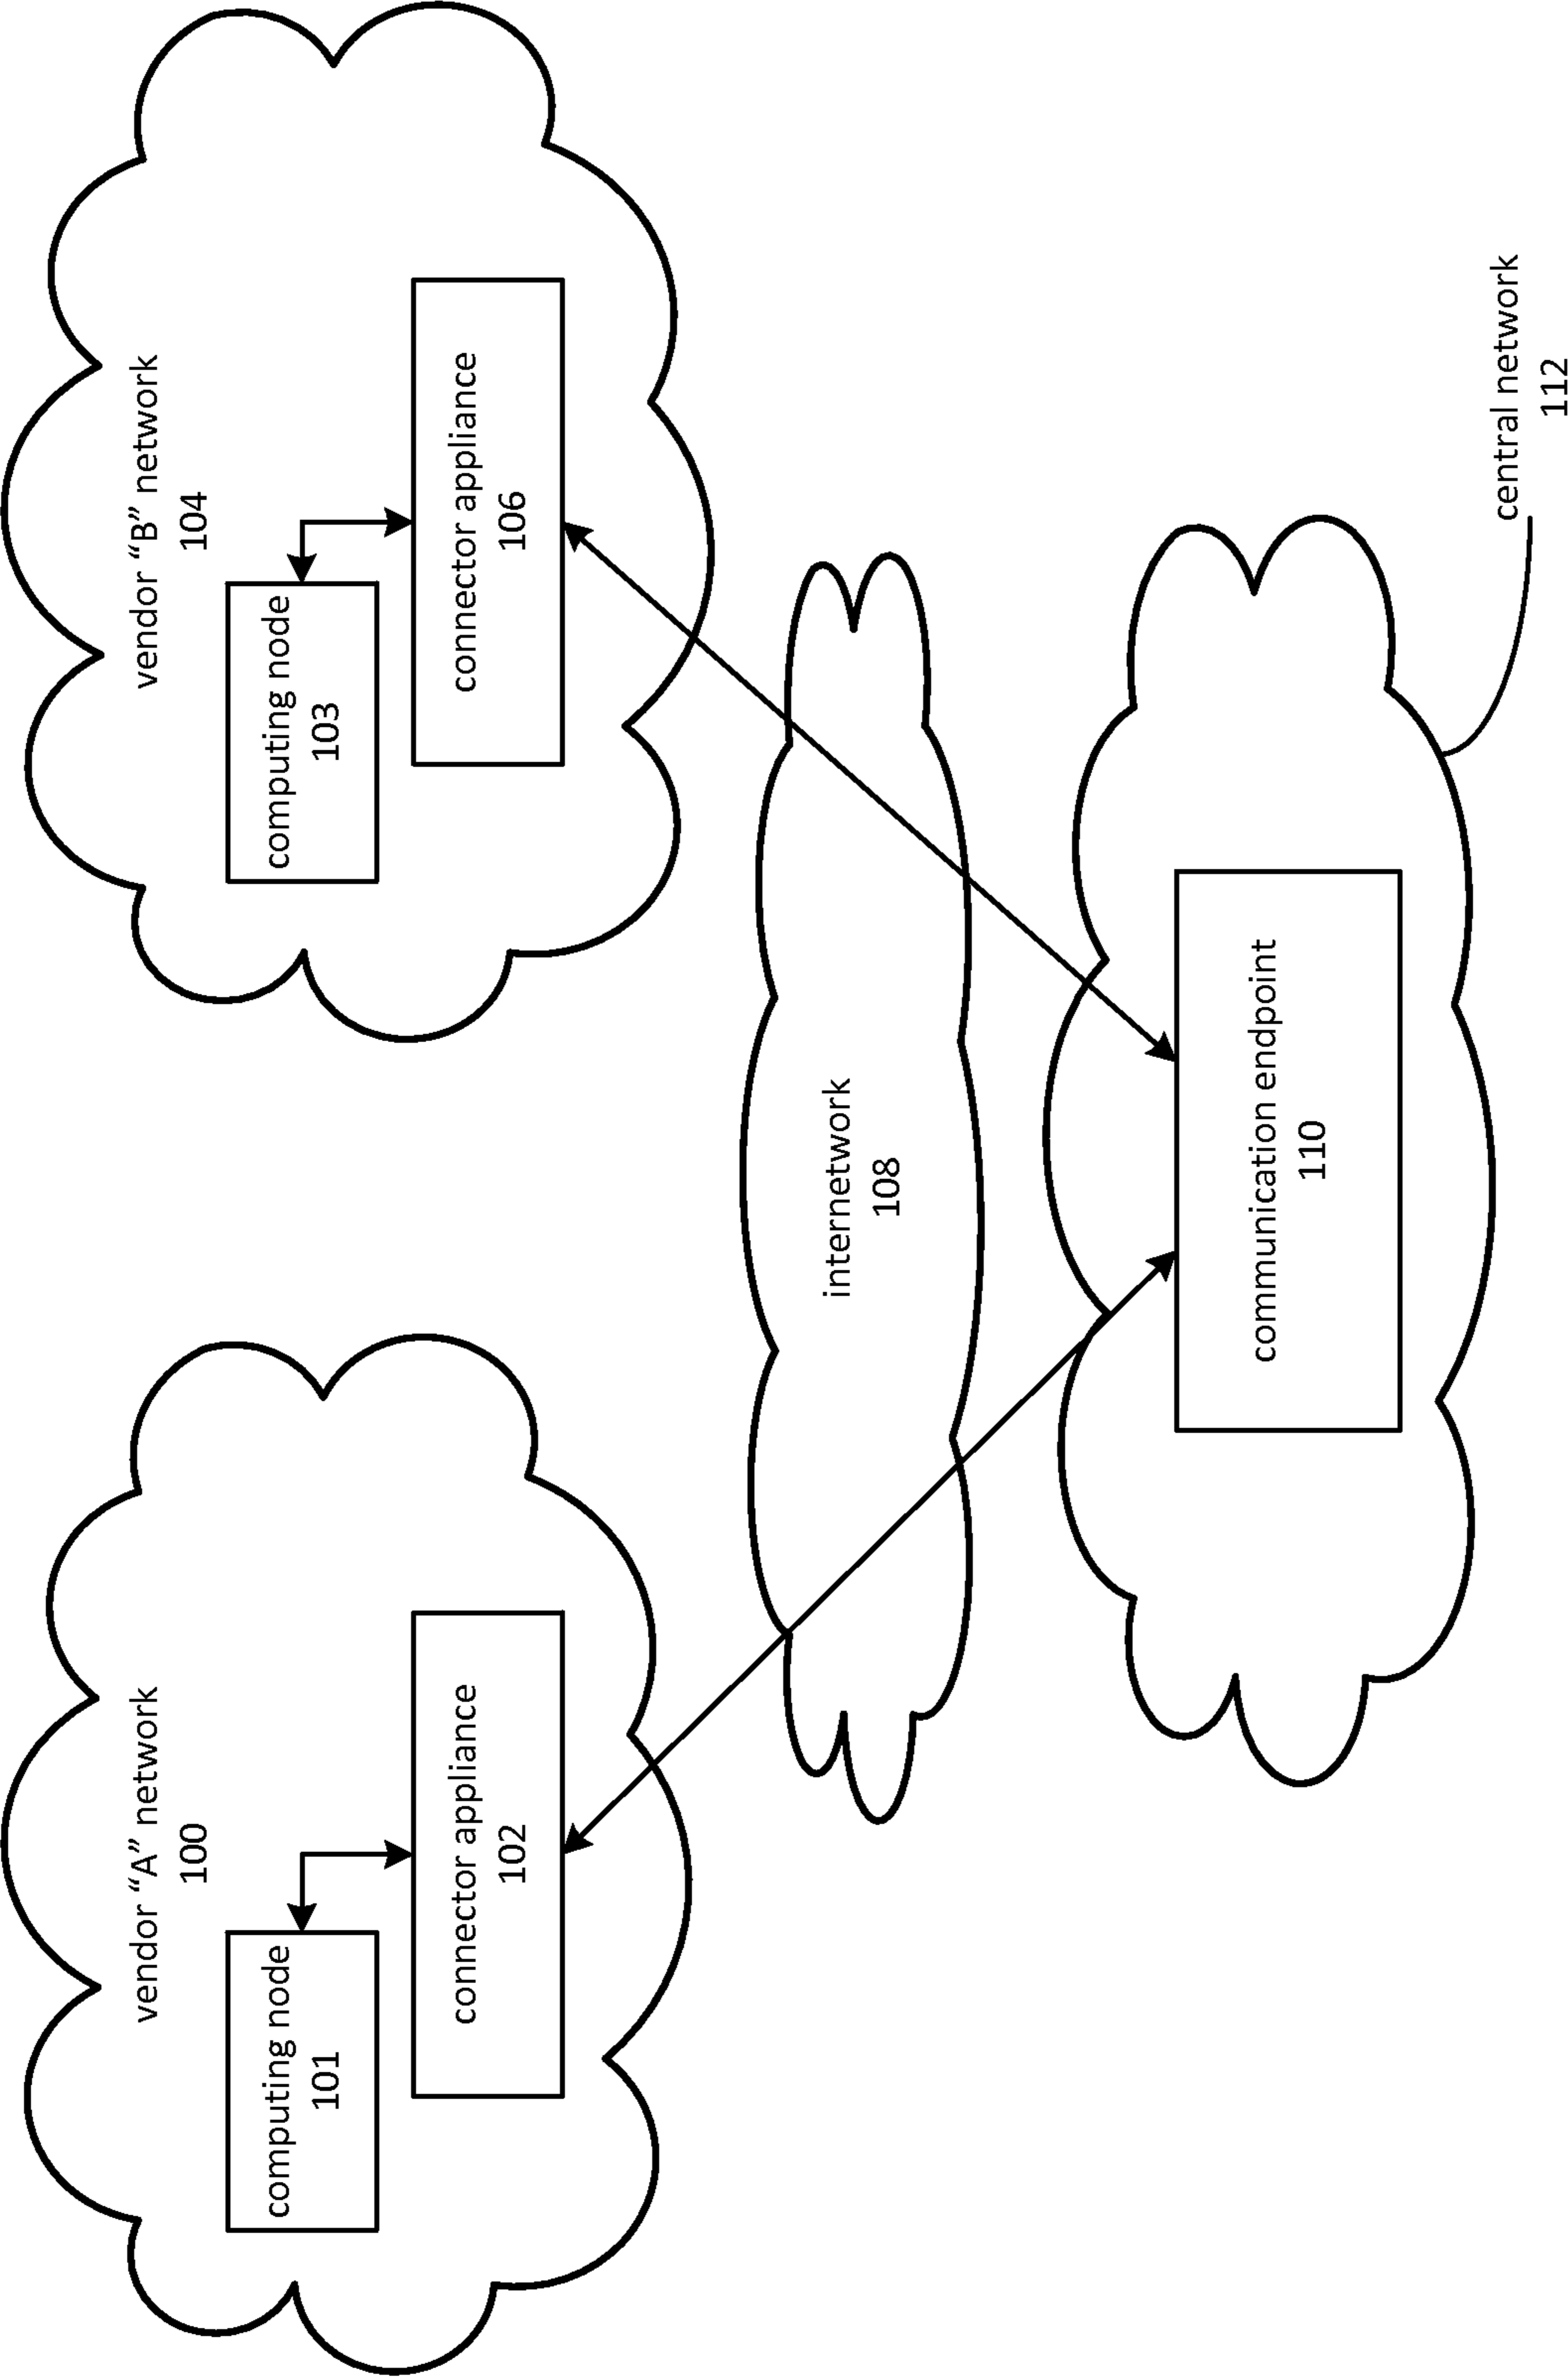 vendor “A” network
100
computing node
101
connector appliance
102
vendor “B” network
104
computing node
103
connector appliance
106
internetwork
108
communication endpoint
110
central network
112